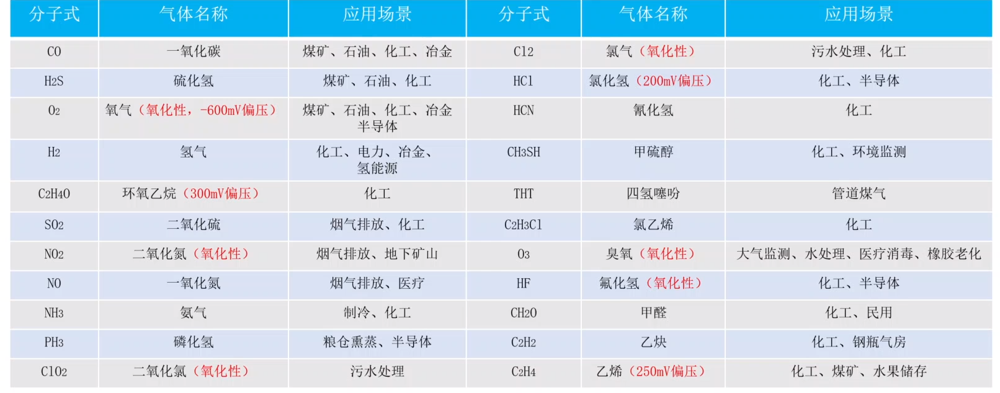 分子式 气体名称 应用场景 分子式 气体名称 应用场景
CO 一氧化碳 煤矿、石油、化工、冶金 Cl2 氯气（氧化性） 污水处理、化工
H2S 硫化氢 煤矿、石油、化工 HCl 氯化氢（200mV偏压） 化工、半导体
O2 氧气（氧化性，-600mV偏压） 煤矿、石油、化工、冶金 HCN 氰化氢 化工
半导体
H2 氢气 化工、电力、冶金、 CH3SH 甲硫醇 化工、环境监测
氢能源
C2H4O 环氧乙烷（300mV偏压） 化工 THT 四氢噻吩 管道煤气
SO2 二氧化硫 烟气排放、化工 C2H3Cl 氯乙烯 化工
NO2 二氧化氮（氧化性） 烟气排放、地下矿山 O3 臭氧（氧化性） 大气监测、水处理、医疗消毒、橡胶老化
NO 一氧化氮 烟气排放、医疗 HF 氟化氢（氧化性） 化工、半导体
NH3 氨气 制冷、化工 CH2O 甲醛 化工、民用
PH3 磷化氢 粮仓熏蒸、半导体 C2H2 乙炔 化工、钢瓶气房
ClO2 二氧化氯（氧化性） 污水处理 C2H4 乙烯（250mV偏压） 化工、煤矿、水果储存